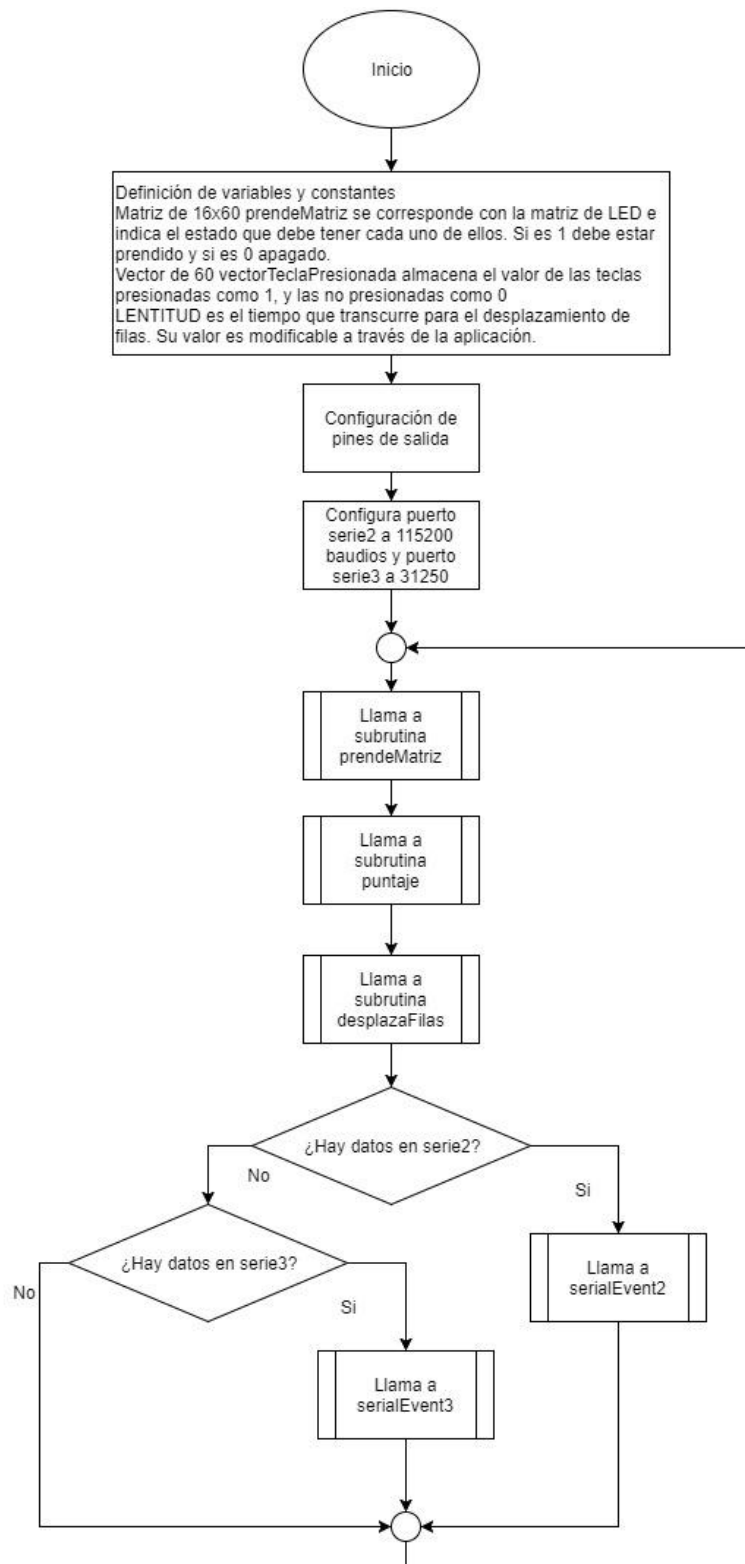 Inicio
Definición de variables y constantes
Matriz de 16x60 prendeMatriz se corresponde con la matriz de LED e
indica el estado que debe tener cada uno de ellos. Si es 1 debe estar
prendido y si es 0 apagado.
Vector de 60 vectorTeclaPresionada almacena el valor de las teclas
presionadas como 1, y las no presionadas como 0
LENTITUD es el tiempo que transcurre para el desplazamiento de
filas. Su valor es modificable a través de la aplicación.
Configuración de
pines de salida
Configura puerto
serie2 a 115200
baudios y puerto
serie3 a 31250
Llama a
subrutina
prendeMatriz
Llama a
subrutina
puntaje
Llama a
subrutina
desplazaFilas
¿Hay datos en serie2?
No
Si
¿Hay datos en serie3?
Llama a
serialEvent2
No
Si
Llama a
serialEvent3